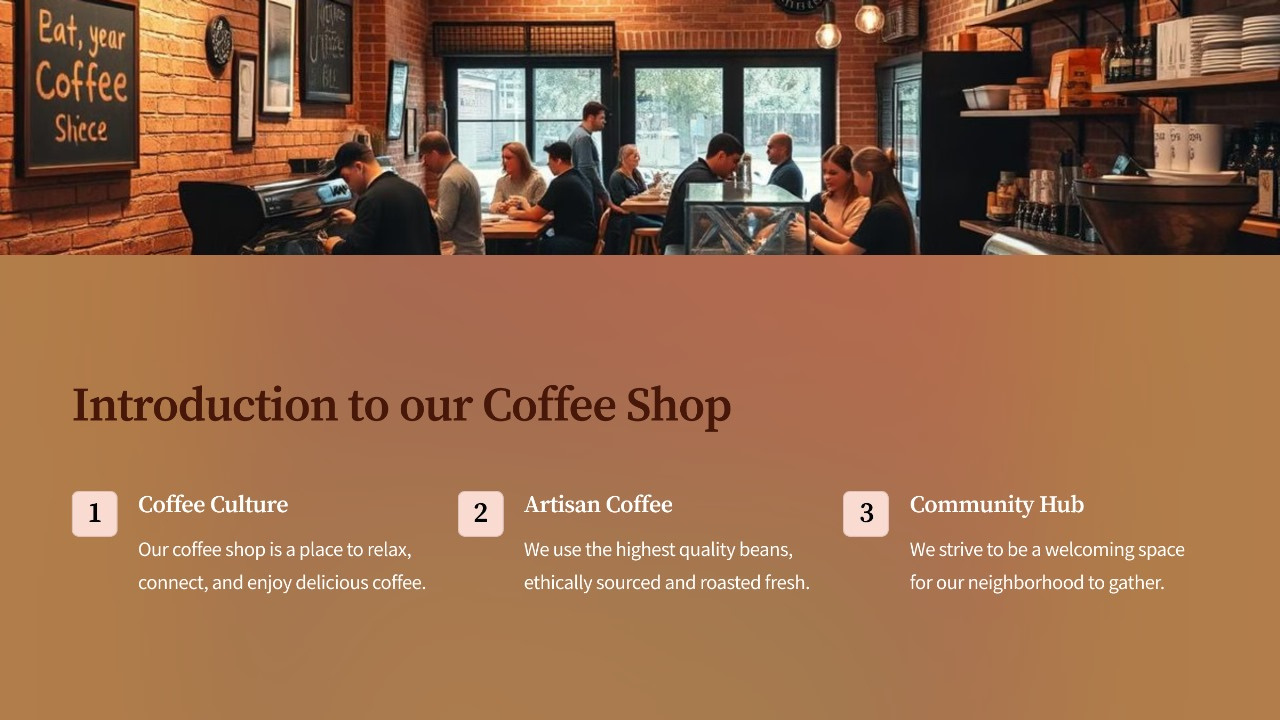 Eat, year
Coffee
Shiece
Introduction to our Coffee Shop
1
Coffee Culture
Our coffee shop is a place to relax,
connect, and enjoy delicious coffee.
2
Artisan Coffee
We use the highest quality beans,
ethically sourced and roasted fresh.
3
Community Hub
We strive to be a welcoming space
for our neighborhood to gather.